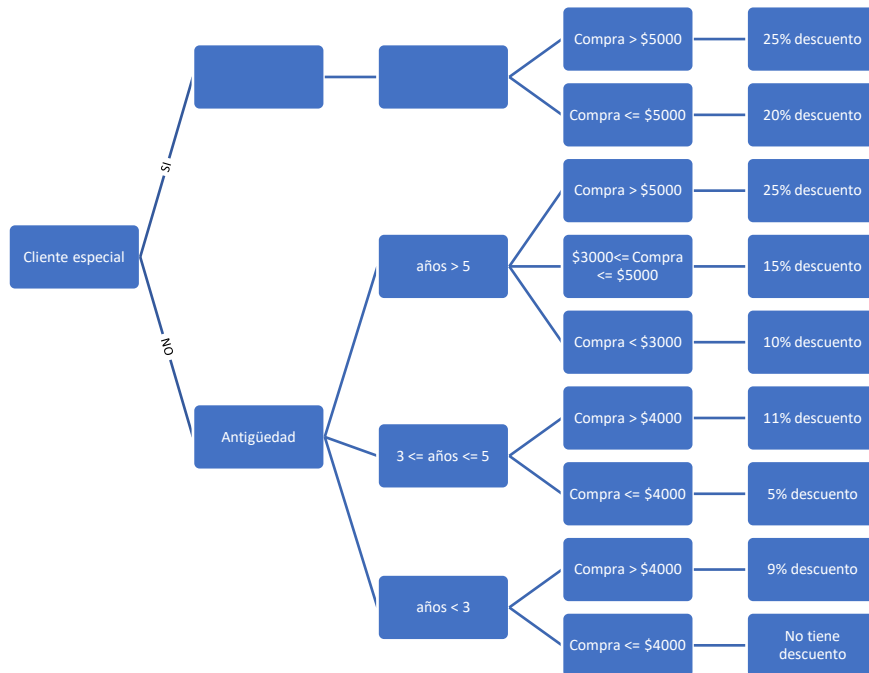 Compra > $5000
25% descuento
Compra <= $5000
20% descuento
SI
Cliente especial
NO
Compra > $5000
25% descuento
años > 5
$3000<= Compra
<= $5000
15% descuento
Compra < $3000
10% descuento
Antigüedad
Compra > $4000
11% descuento
3 <= años <= 5
Compra <= $4000
5% descuento
Compra > $4000
9% descuento
años < 3
Compra <= $4000
No tiene
descuento